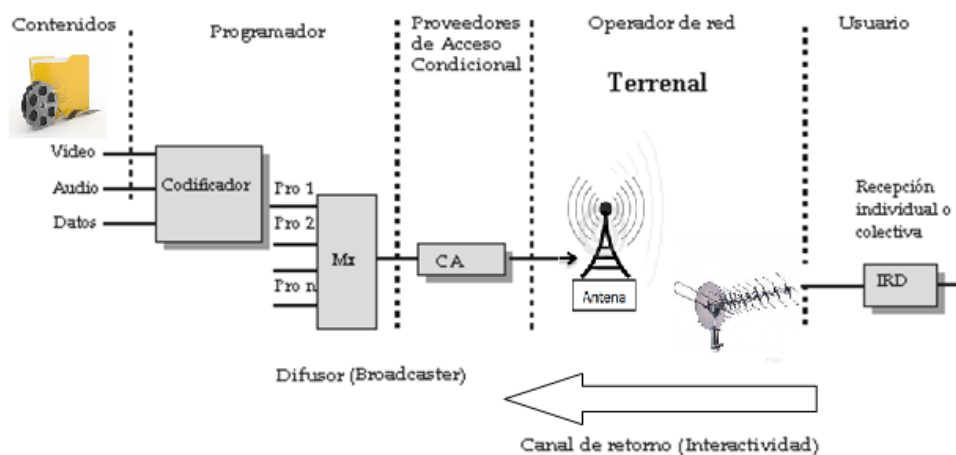 Contenidos
Programador
Proveedores
de Acceso
Condicional
Operador de red
Usuario
Terrenal
Video
Audio
Datos
Codificador
Pro 1
Pro 2
Pro n
Mx
CA
Antena
Recepción
individual o
colectiva
IRD
Difusor (Broadcaster)
Canal de retorno (Interactividad)